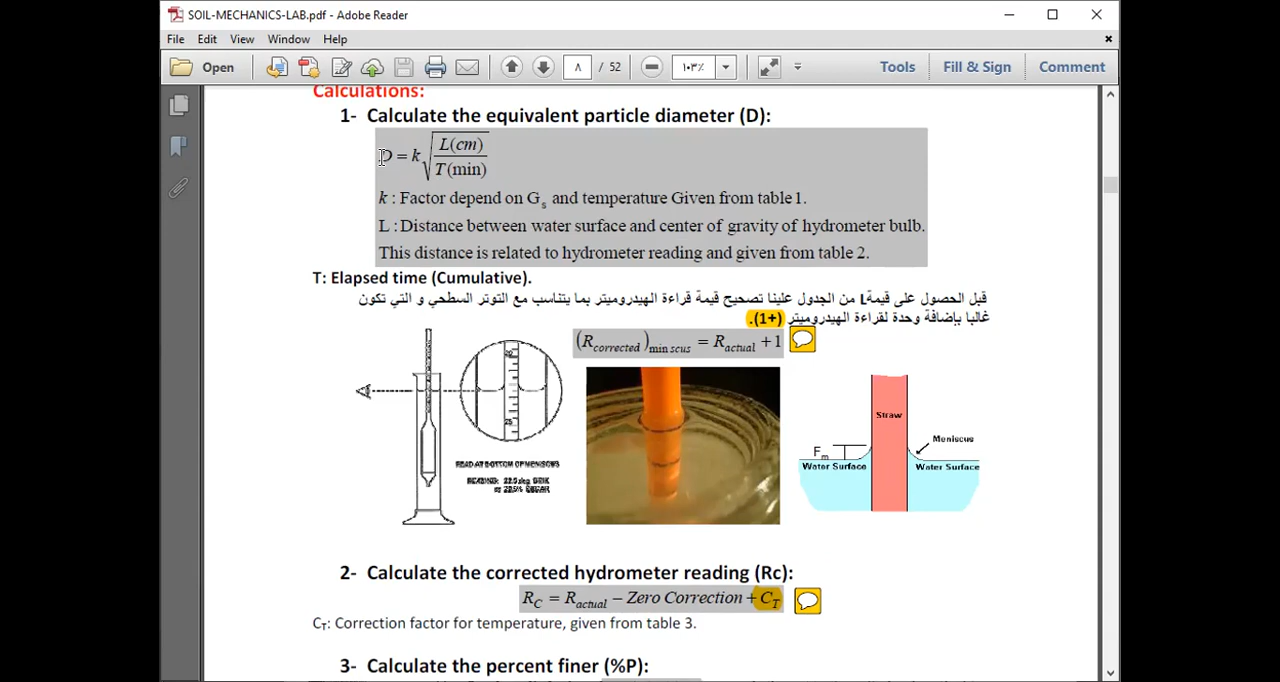 SOIL-MECHANICS-LAB.pdf - Adobe Reader
File Edit View Window Help
Open
٨ / 52
١٠٣٪
Tools Fill & Sign Comment
Calculations:
1- Calculate the equivalent particle diameter (D):
D = k √(L(cm) / T(min))
k : Factor depend on Gs and temperature Given from table 1.
L : Distance between water surface and center of gravity of hydrometer bulb.
This distance is related to hydrometer reading and given from table 2.
T: Elapsed time (Cumulative).
قبل الحصول على قيمة L من الجدول علينا تصحيح قيمة قراءة الهيدروميتر بما يتناسب مع التوتر السطحي و التي تكون
غالبا بإضافة وحدة لقراءة الهيدروميتر (+1).
(R corrected) min scus = R actual + 1
Straw
Fm
Meniscus
Water Surface Water Surface
READ AT BOTTOM OF MENISCUS
2- Calculate the corrected hydrometer reading (Rc):
RC = R actual − Zero Correction + CT
CT: Correction factor for temperature, given from table 3.
3- Calculate the percent finer (%P):